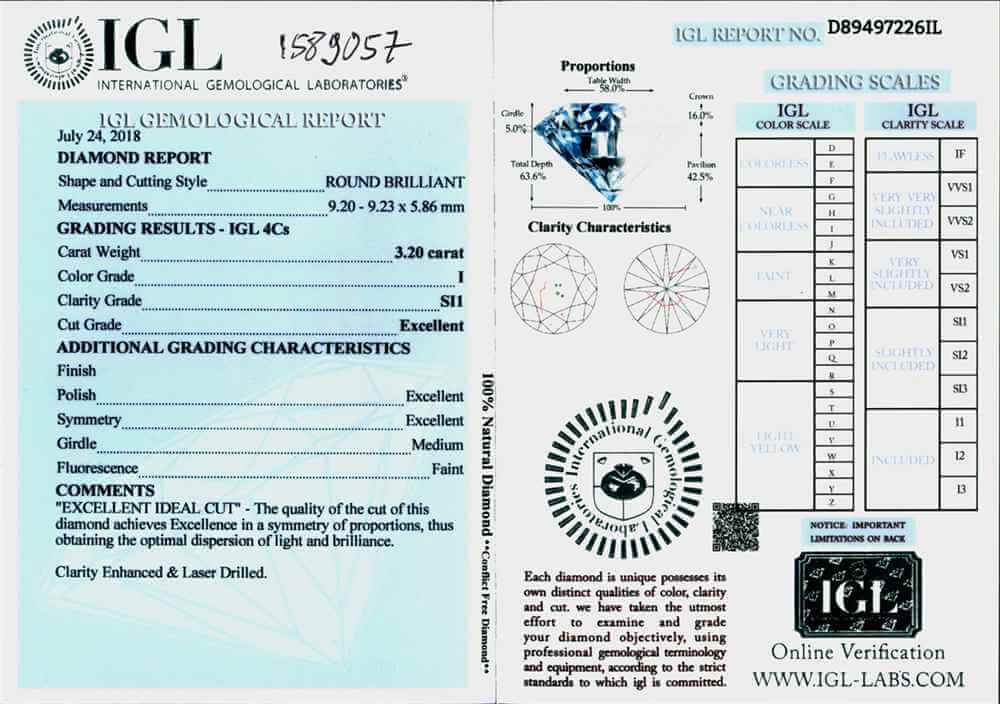 IGL
INTERNATIONAL GEMOLOGICAL LABORATORIES®
1589057
IGL GEMOLOGICAL REPORT
July 24, 2018
DIAMOND REPORT
Shape and Cutting Style ROUND BRILLIANT
Measurements 9.20 - 9.23 x 5.86 mm
GRADING RESULTS - IGL 4Cs
Carat Weight 3.20 carat
Color Grade I
Clarity Grade SI1
Cut Grade Excellent
ADDITIONAL GRADING CHARACTERISTICS
Finish
Polish Excellent
Symmetry Excellent
Girdle Medium
Fluorescence Faint
COMMENTS
"EXCELLENT IDEAL CUT" - The quality of the cut of this
diamond achieves Excellence in a symmetry of proportions, thus
obtaining the optimal dispersion of light and brilliance.
Clarity Enhanced & Laser Drilled.
100% Natural Diamond **Conflict Free Diamond**
IGL REPORT NO. D89497226IL
Proportions
Table Width
58.0%
Girdle
5.0%
Crown
16.0%
Total Depth
63.6%
Pavilion
42.5%
100%
Clarity Characteristics
International Gemological Laboratories
Each diamond is unique possesses its
own distinct qualities of color, clarity
and cut. we have taken the utmost
effort to examine and grade
your diamond objectively, using
professional gemological terminology
and equipment, according to the strict
standards to which igl is committed.
GRADING SCALES
IGL
COLOR SCALE
COLORLESS
D
E
F
NEAR
COLORLESS
G
H
I
J
FAINT
K
L
M
VERY
LIGHT
N
O
P
Q
R
LIGHT
YELLOW
S
T
U
V
W
X
Y
Z
IGL
CLARITY SCALE
FLAWLESS
IF
VERY VERY
SLIGHTLY
INCLUDED
VVS1
VVS2
VERY
SLIGHTLY
INCLUDED
VS1
VS2
SLIGHTLY
INCLUDED
SI1
SI2
SI3
INCLUDED
I1
I2
I3
NOTICE: IMPORTANT
LIMITATIONS ON BACK
IGL
Online Verification
WWW.IGL-LABS.COM